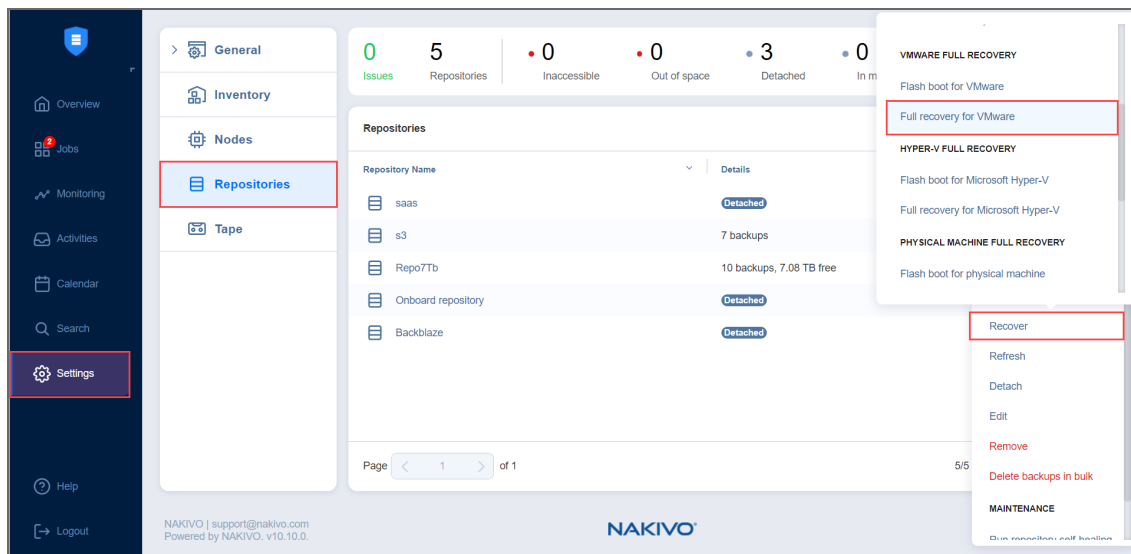 Overview
2
Jobs
Monitoring
Activities
Calendar
Search
Settings
Help
Logout
General
Inventory
Nodes
Repositories
Tape
0
Issues
5
Repositories
0
Inaccessible
0
Out of space
3
Detached
0
In m
Repositories
Repository Name
Details
saas
Detached
s3
7 backups
Repo7Tb
10 backups, 7.08 TB free
Onboard repository
Detached
Backblaze
Detached
Page
1
of 1
5/5
VMWARE FULL RECOVERY
Flash boot for VMware
Full recovery for VMware
HYPER-V FULL RECOVERY
Flash boot for Microsoft Hyper-V
Full recovery for Microsoft Hyper-V
PHYSICAL MACHINE FULL RECOVERY
Flash boot for physical machine
Recover
Refresh
Detach
Edit
Remove
Delete backups in bulk
MAINTENANCE
Run repository self-healing
NAKIVO | support@nakivo.com
Powered by NAKIVO. v10.10.0.
NAKIVO